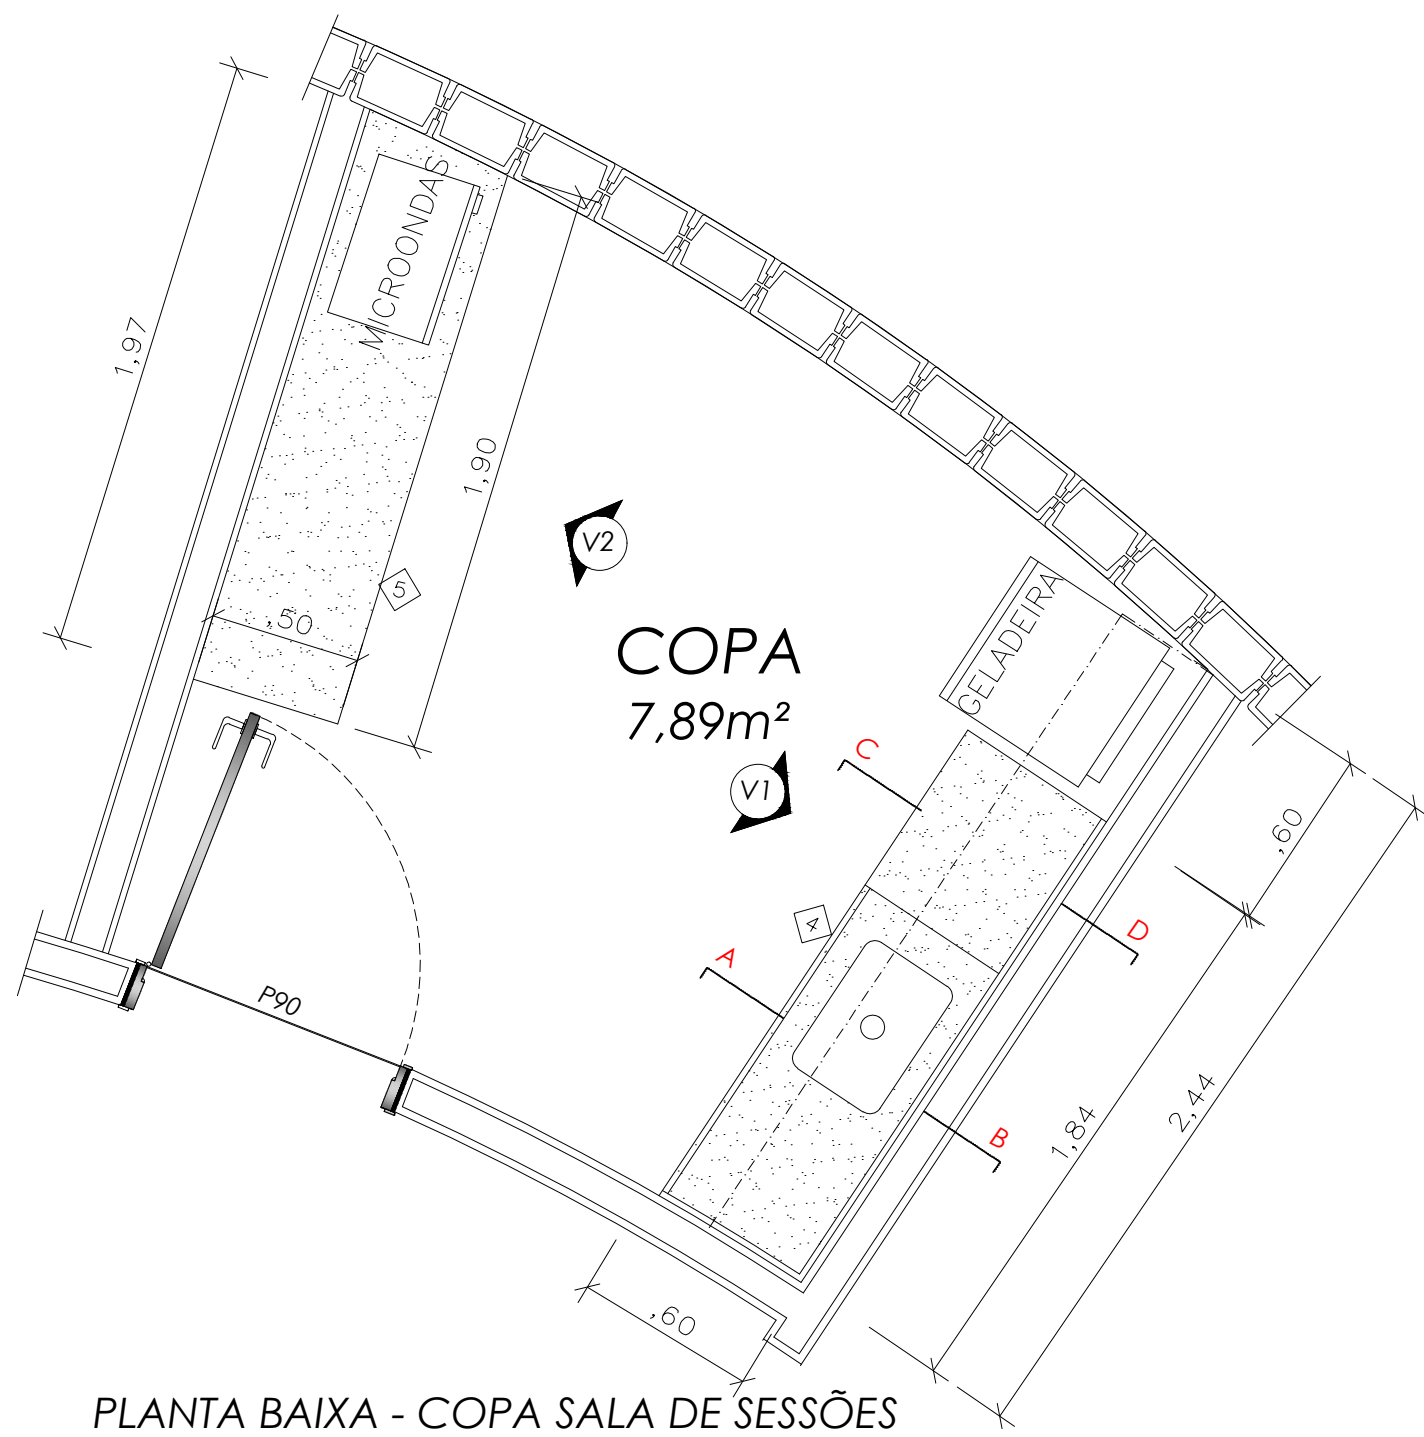 MICROONDAS
1,97
1,90
V2
5
,50
COPA
7,89m²
GELADEIRA
C
V1
,60
4
D
A
P90
B
1,84
2,44
,60
PLANTA BAIXA - COPA SALA DE SESSÕES